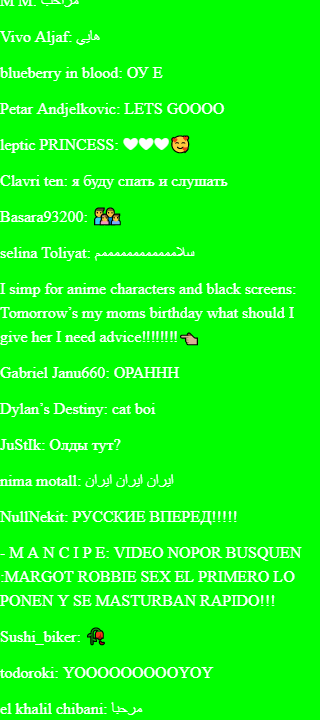 M M: مراحب
Vivo Aljaf: هايي
blueberry in blood: ОУ Е
Petar Andjelkovic: LETS GOOOO
leptic PRINCESS: 🤍🤍🤍🥰
Clavri ten: я буду спать и слушать
Basara93200: 👨‍👩‍👧‍👦
selina Toliyat: سلاممممممممممممم
I simp for anime characters and black screens:
Tomorrow's my moms birthday what should I
give her I need advice!!!!!!!!👈
Gabriel Janu660: OPAHHH
Dylan's Destiny: cat boi
JuStIk: Олды тут?
nima motall: ایران ایران ایران
NullNekit: РУССКИЕ ВПЕРЕД!!!!!
- M A N C I P E: VIDEO NOPOR BUSQUEN
:MARGOT ROBBIE SEX EL PRIMERO LO
PONEN Y SE MASTURBAN RAPIDO!!!
Sushi_biker: 🥀
todoroki: YOOOOOOOOOYOY
el khalil chibani: مرحبا